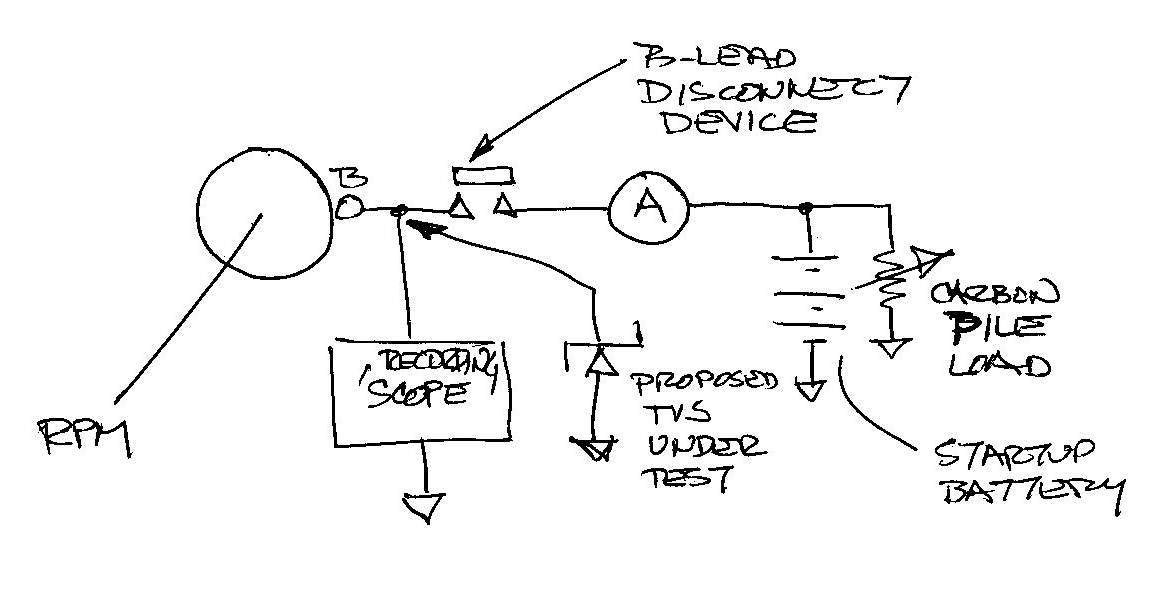 B-LEAD
DISCONNECT
DEVICE
B
A
CARBON
PILE
LOAD
RECORDING
SCOPE
PROPOSED
TVS
UNDER
TEST
RPM
STARTUP
BATTERY